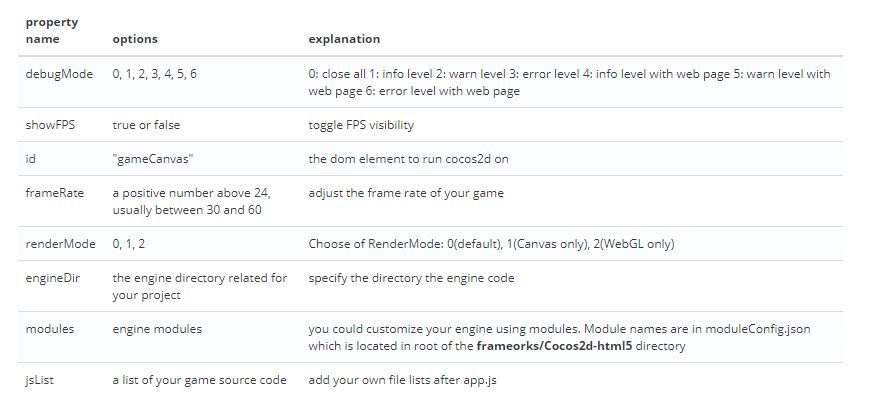 property
name options explanation
debugMode 0, 1, 2, 3, 4, 5, 6 0: close all 1: info level 2: warn level 3: error level 4: info level with web page 5: warn level with
web page 6: error level with web page
showFPS true or false toggle FPS visibility
id "gameCanvas" the dom element to run cocos2d on
frameRate a positive number above 24, adjust the frame rate of your game
usually between 30 and 60
renderMode 0, 1, 2 Choose of RenderMode: 0(default), 1(Canvas only), 2(WebGL only)
engineDir the engine directory related for specify the directory the engine code
your project
modules engine modules you could customize your engine using modules. Module names are in moduleConfig.json
which is located in root of the frameorks/Cocos2d-html5 directory
jsList a list of your game source code add your own file lists after app.js